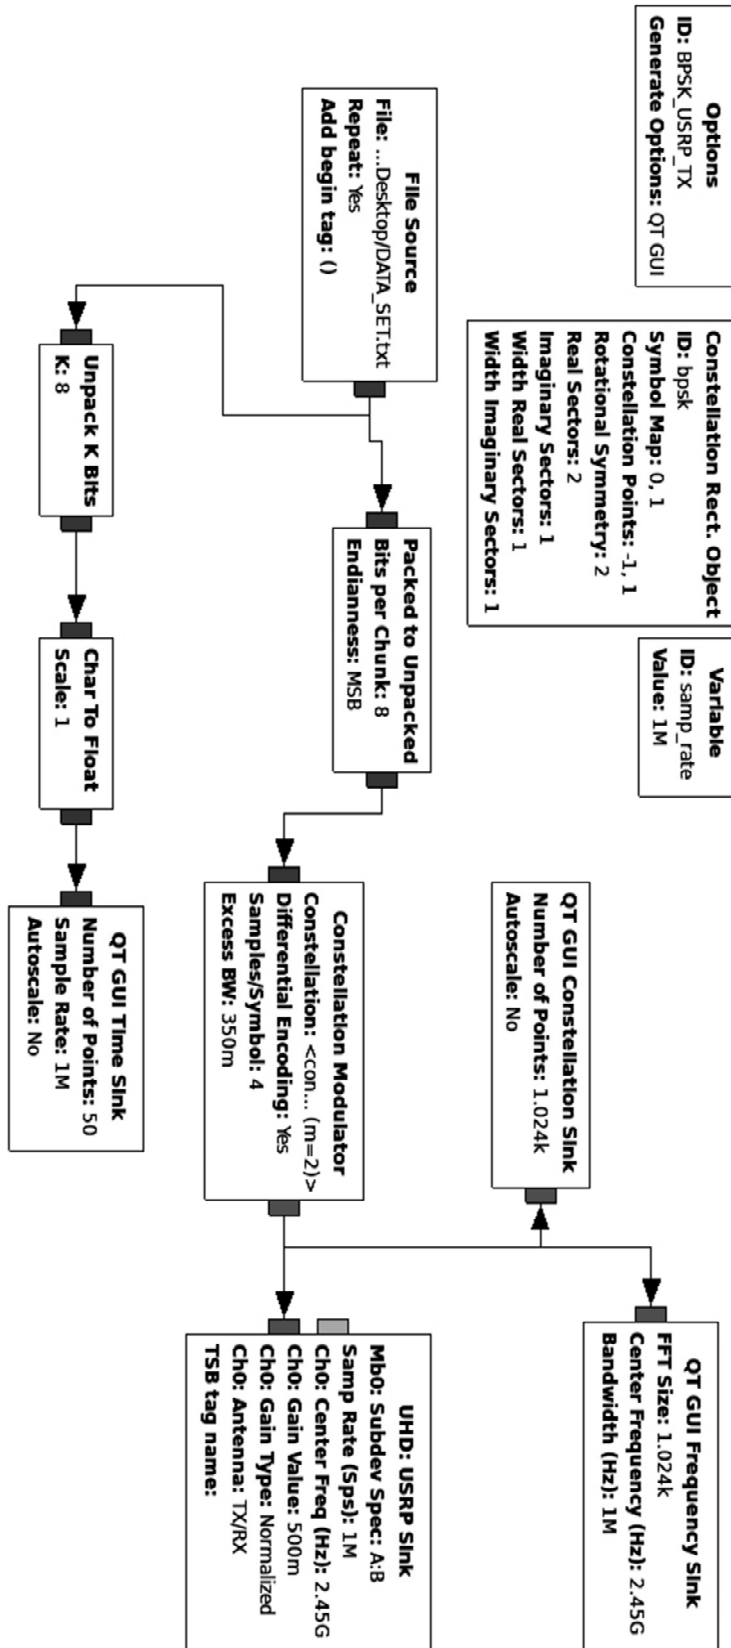 Options
ID: BPSK_USRP_TX
Generate Options: QT GUI
Constellation Rect. Object
ID: bpsk
Symbol Map: 0, 1
Constellation Points: -1, 1
Rotational Symmetry: 2
Real Sectors: 2
Imaginary Sectors: 1
Width Real Sectors: 1
Width Imaginary Sectors: 1
Variable
ID: samp_rate
Value: 1M
File Source
File: ...Desktop/DATA_SET.txt
Repeat: Yes
Add begin tag: ()
Packed to Unpacked
Bits per Chunk: 8
Endianness: MSB
Constellation Modulator
Constellation: <con... (m=2)>
Differential Encoding: Yes
Samples/Symbol: 4
Excess BW: 350m
QT GUI Constellation Sink
Number of Points: 1.024k
Autoscale: No
QT GUI Frequency Sink
FFT Size: 1.024k
Center Frequency (Hz): 2.45G
Bandwidth (Hz): 1M
UHD: USRP Sink
Mb0: Subdev Spec: A:B
Samp Rate (Sps): 1M
Ch0: Center Freq (Hz): 2.45G
Ch0: Gain Value: 500m
Ch0: Gain Type: Normalized
Ch0: Antenna: TX/RX
TSB tag name:
Unpack K Bits
K: 8
Char To Float
Scale: 1
QT GUI Time Sink
Number of Points: 50
Sample Rate: 1M
Autoscale: No